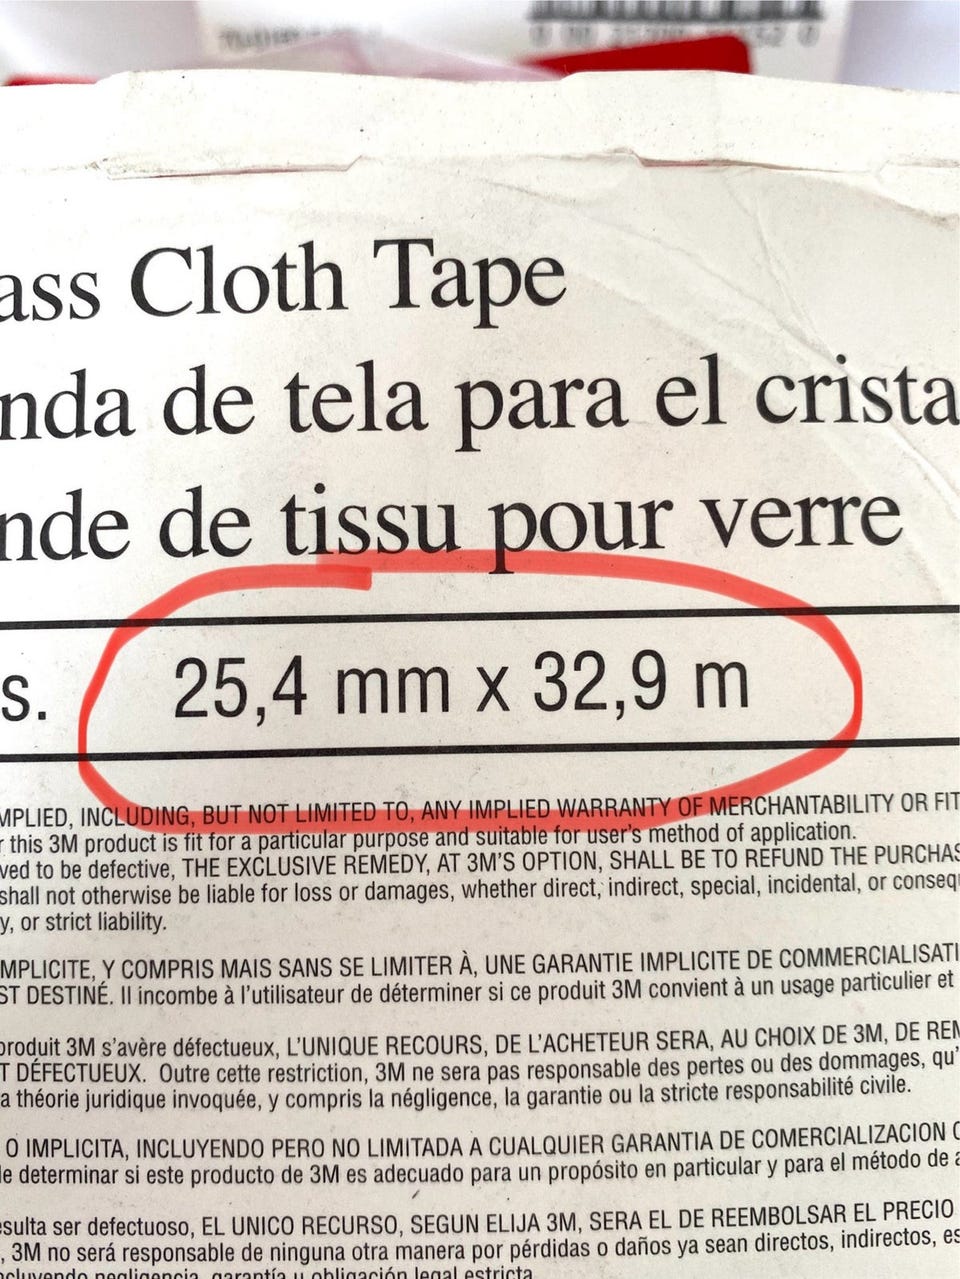 ass Cloth Tape
nda de tela para el crista
nde de tissu pour verre
s. 25,4 mm x 32,9 m
MPLIED, INCLUDING, BUT NOT LIMITED TO, ANY IMPLIED WARRANTY OF MERCHANTABILITY OR FIT
r this 3M product is fit for a particular purpose and suitable for user's method of application.
ved to be defective, THE EXCLUSIVE REMEDY, AT 3M'S OPTION, SHALL BE TO REFUND THE PURCHAS
shall not otherwise be liable for loss or damages, whether direct, indirect, special, incidental, or consequ
y, or strict liability.
MPLICITE, Y COMPRIS MAIS SANS SE LIMITER À, UNE GARANTIE IMPLICITE DE COMMERCIALISATI
ST DESTINÉ. Il incombe à l'utilisateur de déterminer si ce produit 3M convient à un usage particulier et
produit 3M s'avère défectueux, L'UNIQUE RECOURS, DE L'ACHETEUR SERA, AU CHOIX DE 3M, DE REM
T DÉFECTUEUX. Outre cette restriction, 3M ne sera pas responsable des pertes ou des dommages, qu'
a théorie juridique invoquée, y compris la négligence, la garantie ou la stricte responsabilité civile.
O IMPLICITA, INCLUYENDO PERO NO LIMITADA A CUALQUIER GARANTIA DE COMERCIALIZACION O
le determinar si este producto de 3M es adecuado para un propósito en particular y para el método de a
esulta ser defectuoso, EL UNICO RECURSO, SEGUN ELIJA 3M, SERA EL DE REEMBOLSAR EL PRECIO
, 3M no será responsable de ninguna otra manera por pérdidas o daños ya sean directos, indirectos, es
ncluyendo negligencia, garantía u obligación legal estricta.